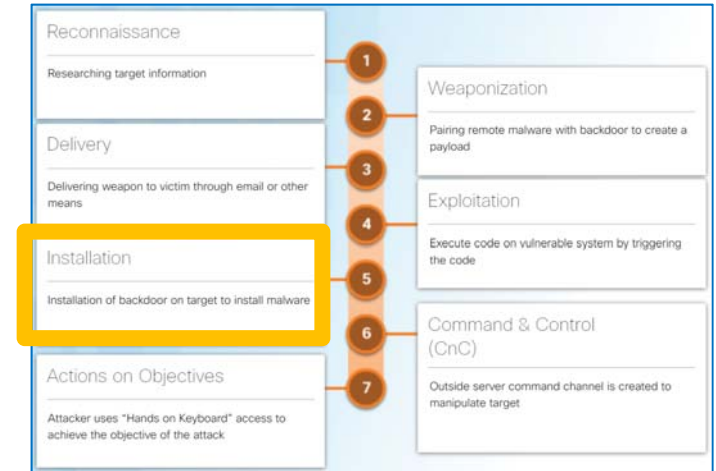 Reconnaissance
Researching target information
1
Weaponization
Pairing remote malware with backdoor to create a
payload
2
Delivery
Delivering weapon to victim through email or other
means
3
Exploitation
Execute code on vulnerable system by triggering
the code
4
Installation
Installation of backdoor on target to install malware
5
Command & Control
(CnC)
Outside server command channel is created to
manipulate target
6
Actions on Objectives
Attacker uses “Hands on Keyboard” access to
achieve the objective of the attack
7